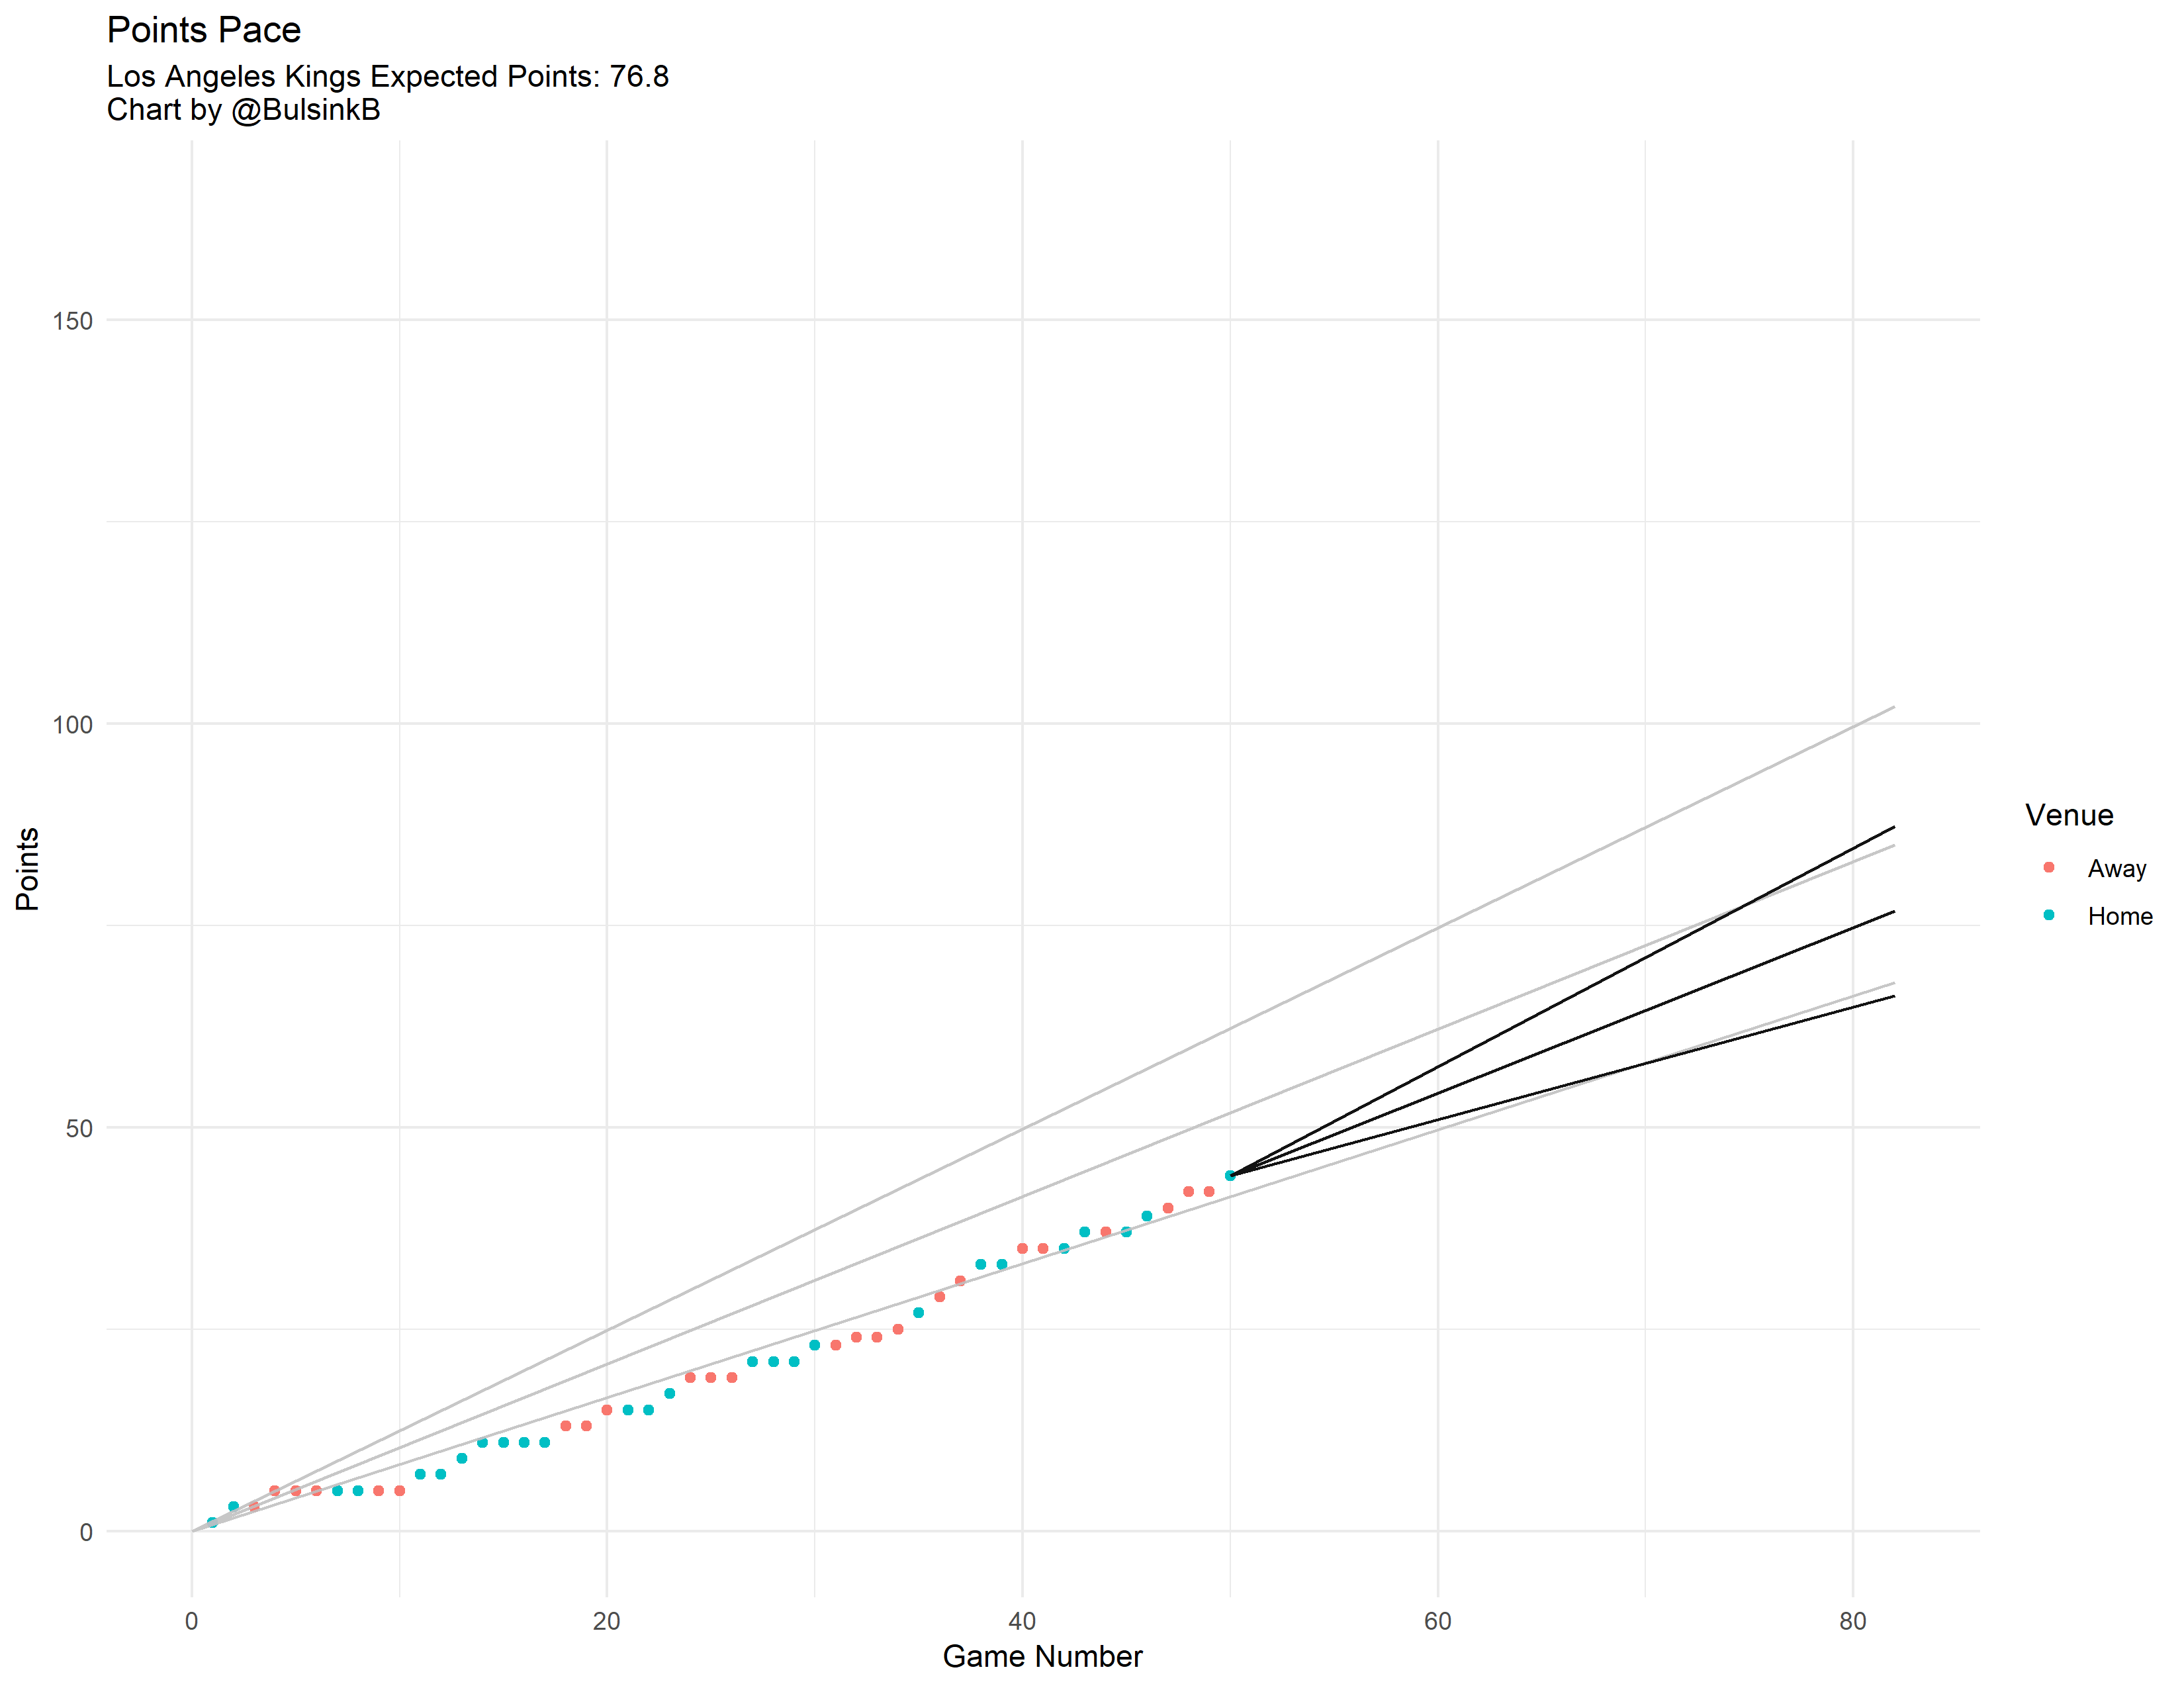 Points Pace
Los Angeles Kings Expected Points: 76.8
Chart by @BulsinkB
150
100
50
0
Points
0 20 40 60 80
Game Number
Venue
Away
Home